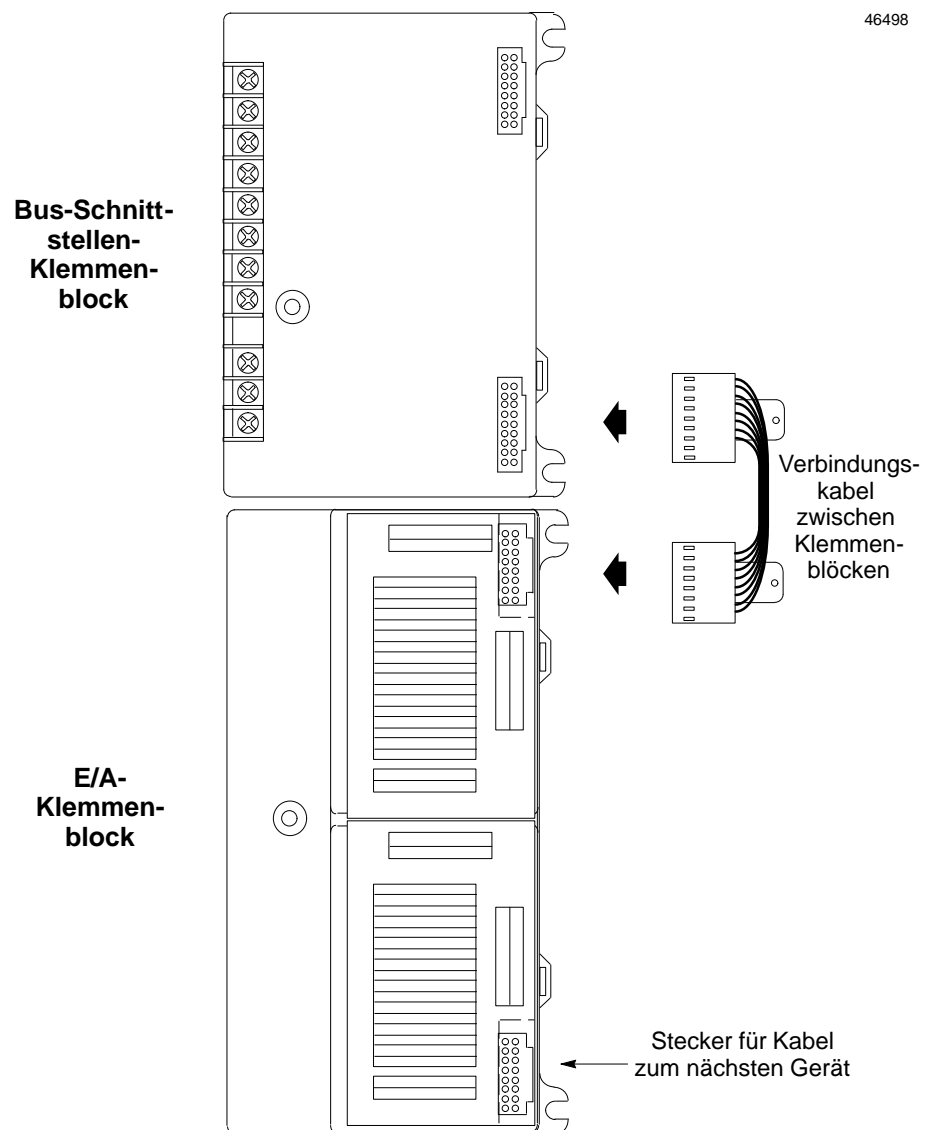 46498
Bus-Schnitt-
stellen-
Klemmen-
block
Verbindungs-
kabel
zwischen
Klemmen-
blöcken
E/A-
Klemmen-
block
Stecker für Kabel
zum nächsten Gerät